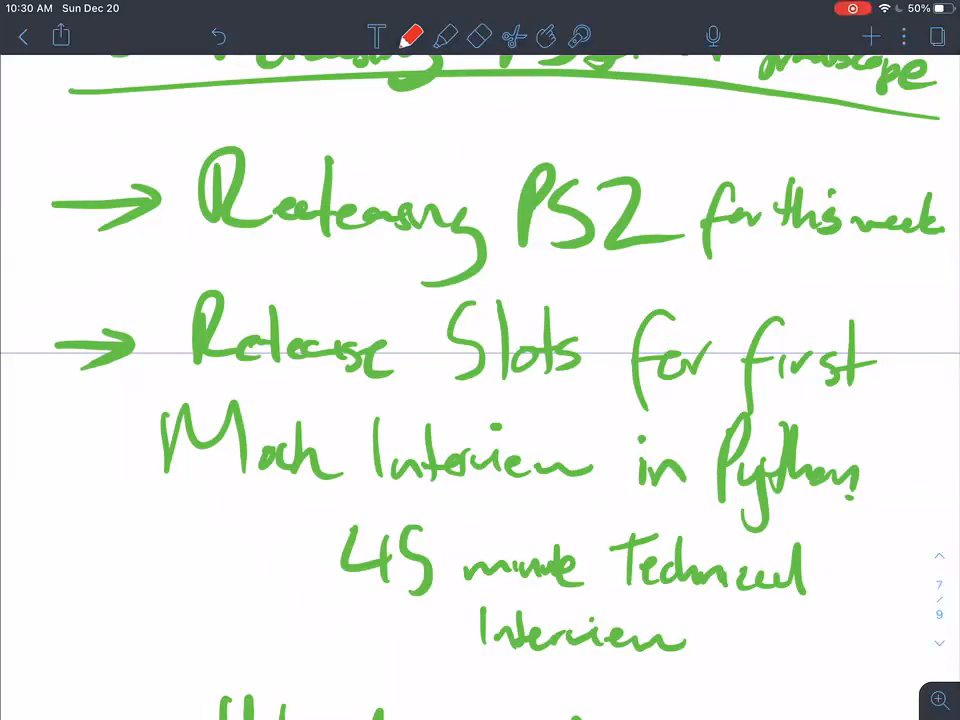 10:30 AM Sun Dec 20
50%
→ Releasing PS2 for this week
→ Release Slots for first
Mock Interview in Python!
45 minute Technical
Interview
7
/
9